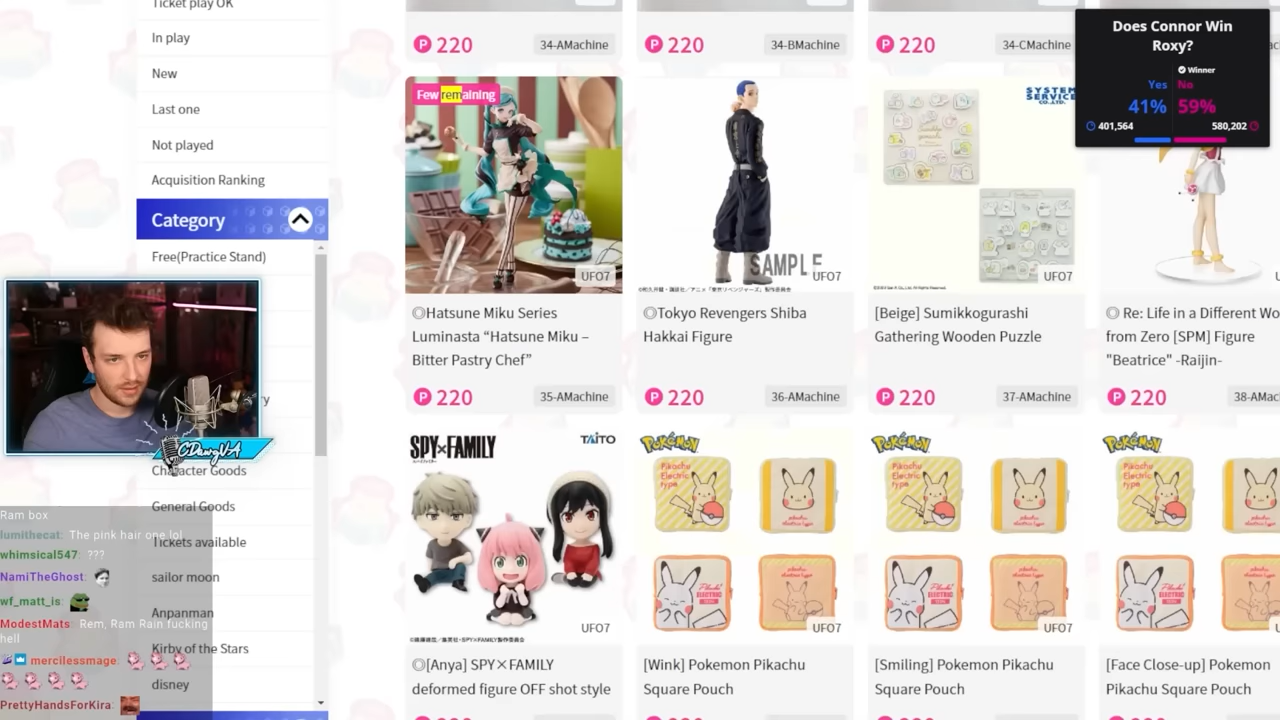 Ticket play OK
In play
New
Last one
Not played
Acquisition Ranking
Category
Free(Practice Stand)
ry
Character Goods
General Goods
Tickets available
sailor moon
Anpanman
Kirby of the Stars
disney
CDawgVA
Ram box
lumithecat: The pink hair one lol
whimsical547: ???
NamiTheGhost:
wf_matt_is:
ModestMats: Rem, Ram Rain fucking
hell
mercilessmage:
PrettyHandsForKira:
P 220
34-AMachine
P 220
34-BMachine
P 220
34-CMachine
Does Connor Win
Roxy?
Winner
Yes No
41% 59%
401,564 580,202
Few remaining
UFO7
◎Hatsune Miku Series
Luminasta “Hatsune Miku –
Bitter Pastry Chef”
P 220
35-AMachine
SAMPLE
UFO7
◎Tokyo Revengers Shiba
Hakkai Figure
P 220
36-AMachine
SYSTEM
SERVICE
CO.,LTD.
UFO7
[Beige] Sumikkogurashi
Gathering Wooden Puzzle
P 220
37-AMachine
◎ Re: Life in a Different Wo
from Zero [SPM] Figure
"Beatrice" -Raijin-
P 220
38-AMac
SPY×FAMILY
TAITO
UFO7
◎[Anya] SPY×FAMILY
deformed figure OFF shot style
Pokémon
Pikachu
Electric
type
UFO7
[Wink] Pokemon Pikachu
Square Pouch
Pokémon
Pikachu
Electric
type
UFO7
[Smiling] Pokemon Pikachu
Square Pouch
Pokémon
Pikachu
Electric
type
[Face Close-up] Pokemon
Pikachu Square Pouch